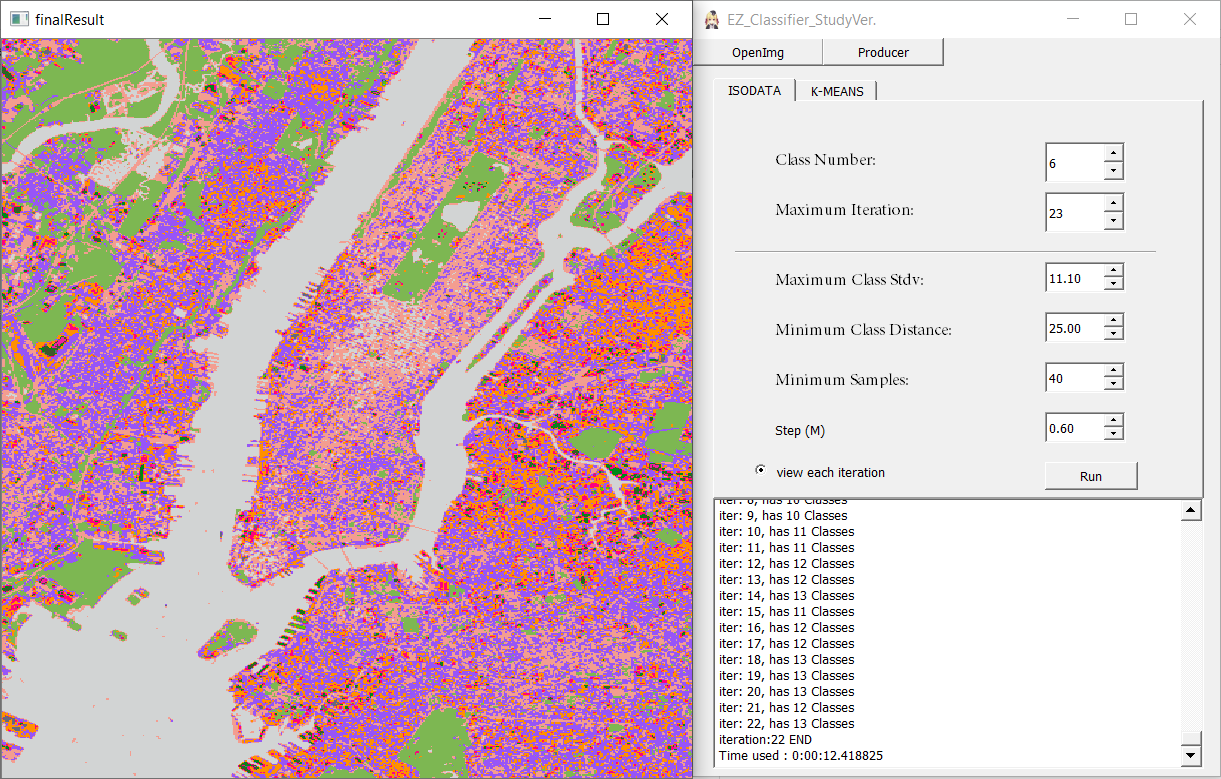 finalResult
EZ_Classifier_StudyVer.
OpenImg
Producer
ISODATA
K-MEANS
Class Number:
6
Maximum Iteration:
23
Maximum Class Stdv:
11.10
Minimum Class Distance:
25.00
Minimum Samples:
40
Step (M)
0.60
view each iteration
Run
iter: 8, has 10 Classes
iter: 9, has 10 Classes
iter: 10, has 11 Classes
iter: 11, has 11 Classes
iter: 12, has 12 Classes
iter: 13, has 12 Classes
iter: 14, has 13 Classes
iter: 15, has 11 Classes
iter: 16, has 12 Classes
iter: 17, has 12 Classes
iter: 18, has 13 Classes
iter: 19, has 13 Classes
iter: 20, has 13 Classes
iter: 21, has 12 Classes
iter: 22, has 13 Classes
iteration:22 END
Time used : 0:00:12.418825